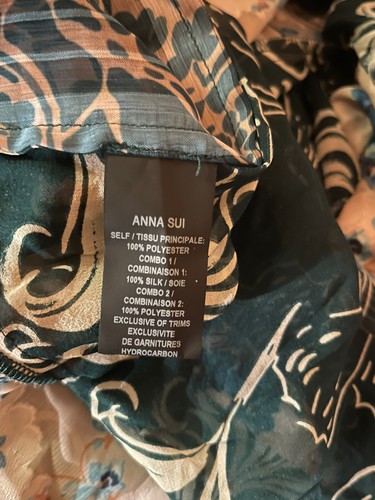 ANNA SUI
SELF / TISSU PRINCIPALE:
100% POLYESTER
COMBO 1 /
COMBINAISON 1:
100% SILK / SOIE
COMBO 2 /
COMBINAISON 2:
100% POLYESTER
EXCLUSIVE OF TRIMS
EXCLUSIVITE
DE GARNITURES
HYDROCARBON